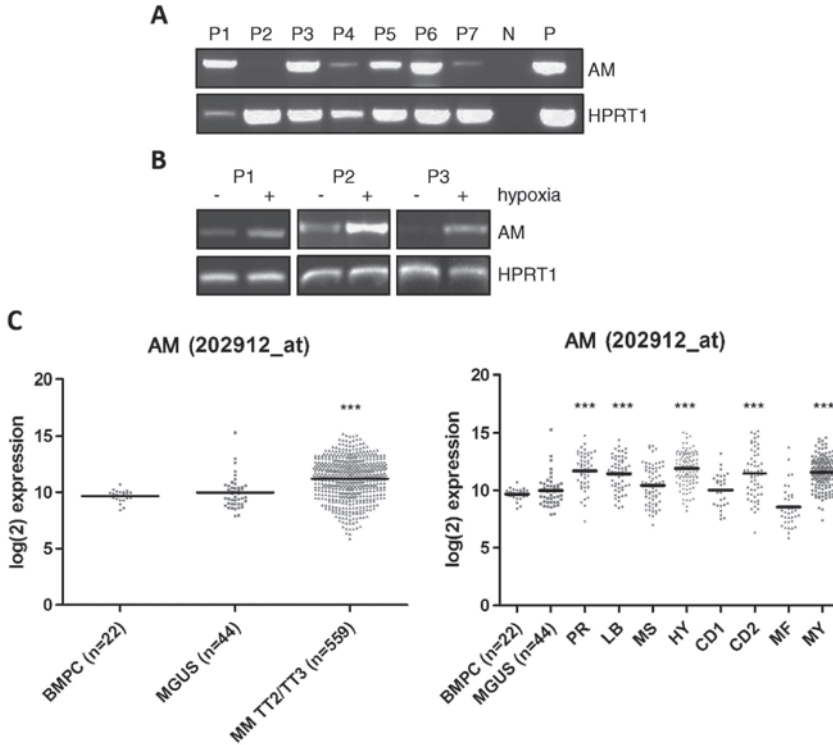 A
P1 P2 P3 P4 P5 P6 P7 N P
AM
HPRT1
B
P1 P2 P3
- + - + - + hypoxia
AM
HPRT1
C
AM (202912_at)
log(2) expression
20
15
10
5
0
***
BMPC (n=22)
MGUS (n=44)
MM TT2/TT3 (n=559)
AM (202912_at)
log(2) expression
20
15
10
5
0
*** *** *** *** ***
BMPC (n=22)
MGUS (n=44)
PR
LB
MS
HY
CD1
CD2
MF
MY